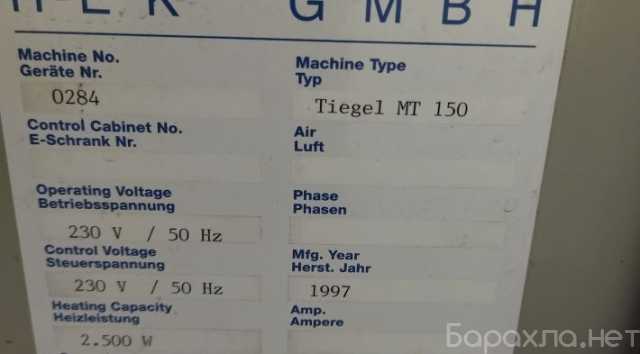 GMBH
Machine No.
Geräte Nr.
0284
Machine Type
Typ
Tiegel MT 150
Control Cabinet No.
E-Schrank Nr.
Air
Luft
Operating Voltage
Betriebsspannung
230 V / 50 Hz
Phase
Phasen
Control Voltage
Steuerspannung
230 V / 50 Hz
Mfg. Year
Herst. Jahr
1997
Heating Capacity
Heizleistung
2.500 W
Amp.
Ampere
Барахла.нет